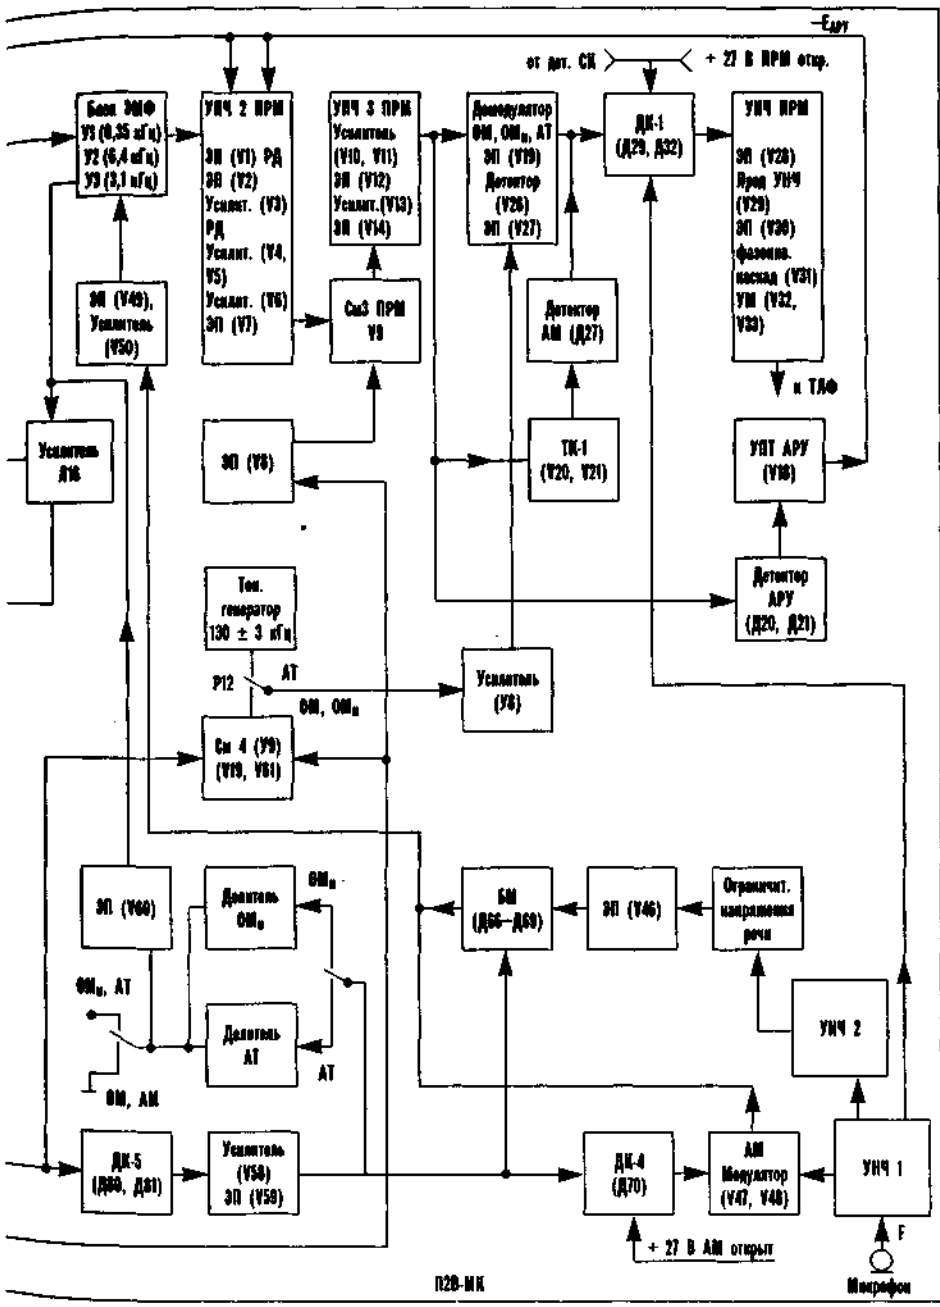 –Е АРУ
от дет. СК
+ 27 В ПРМ откр.
Блок ЭМФ
У1 (0,35 кГц)
У2 (6,4 кГц)
У3 (3,1 кГц)
УПЧ 2 ПРМ
ЭП (V1) РД
ЭП (V2)
Усилит. (V3)
РД
Усилит. (V4,
V5)
Усилит. (V6)
ЭП (V7)
УПЧ 3 ПРМ
Усилитель
(V10, V11)
ЭП (V12)
Усилит. (V13)
ЭП (V14)
Демодулятор
ОМ, ОМн, АТ
ЭП (V19)
Детектор
(V26)
ЭП (V27)
ДК-1
(Д29, Д32)
УНЧ ПРМ
ЭП (V28)
Пред УНЧ
(V29)
ЭП (V30)
фазоинв.
каскад (V31)
УМ (V32,
V33)
ЭП (V49),
Усилитель
(V50)
См3 ПРМ
V9
Детектор
АМ (Д27)
к ТЛФ
Усилитель
Л16
ЭП (V8)
ТК-1
(V20, V21)
УПТ АРУ
(V18)
Тон.
генератор
130 ± 3 кГц
Детектор
АРУ
(Д20, Д21)
Р12
АТ
ОМ, ОМн
Усилитель
(У8)
См 4 (У9)
(V19, V61)
ЭП (V60)
Делитель
ОМн
ОМн
БМ
(Д66–Д69)
ЭП (V46)
Ограничит.
напряжения
речи
ОМн, АТ
Делитель
АТ
АТ
УНЧ 2
ОМ, АМ
ДК-5
(Д80, Д81)
Усилитель
(V58)
ЭП (V59)
ДК-4
(Д70)
АМ
Модулятор
(V47, V48)
УНЧ 1
+ 27 В АМ открыт
F
Микрофон
П20-МК